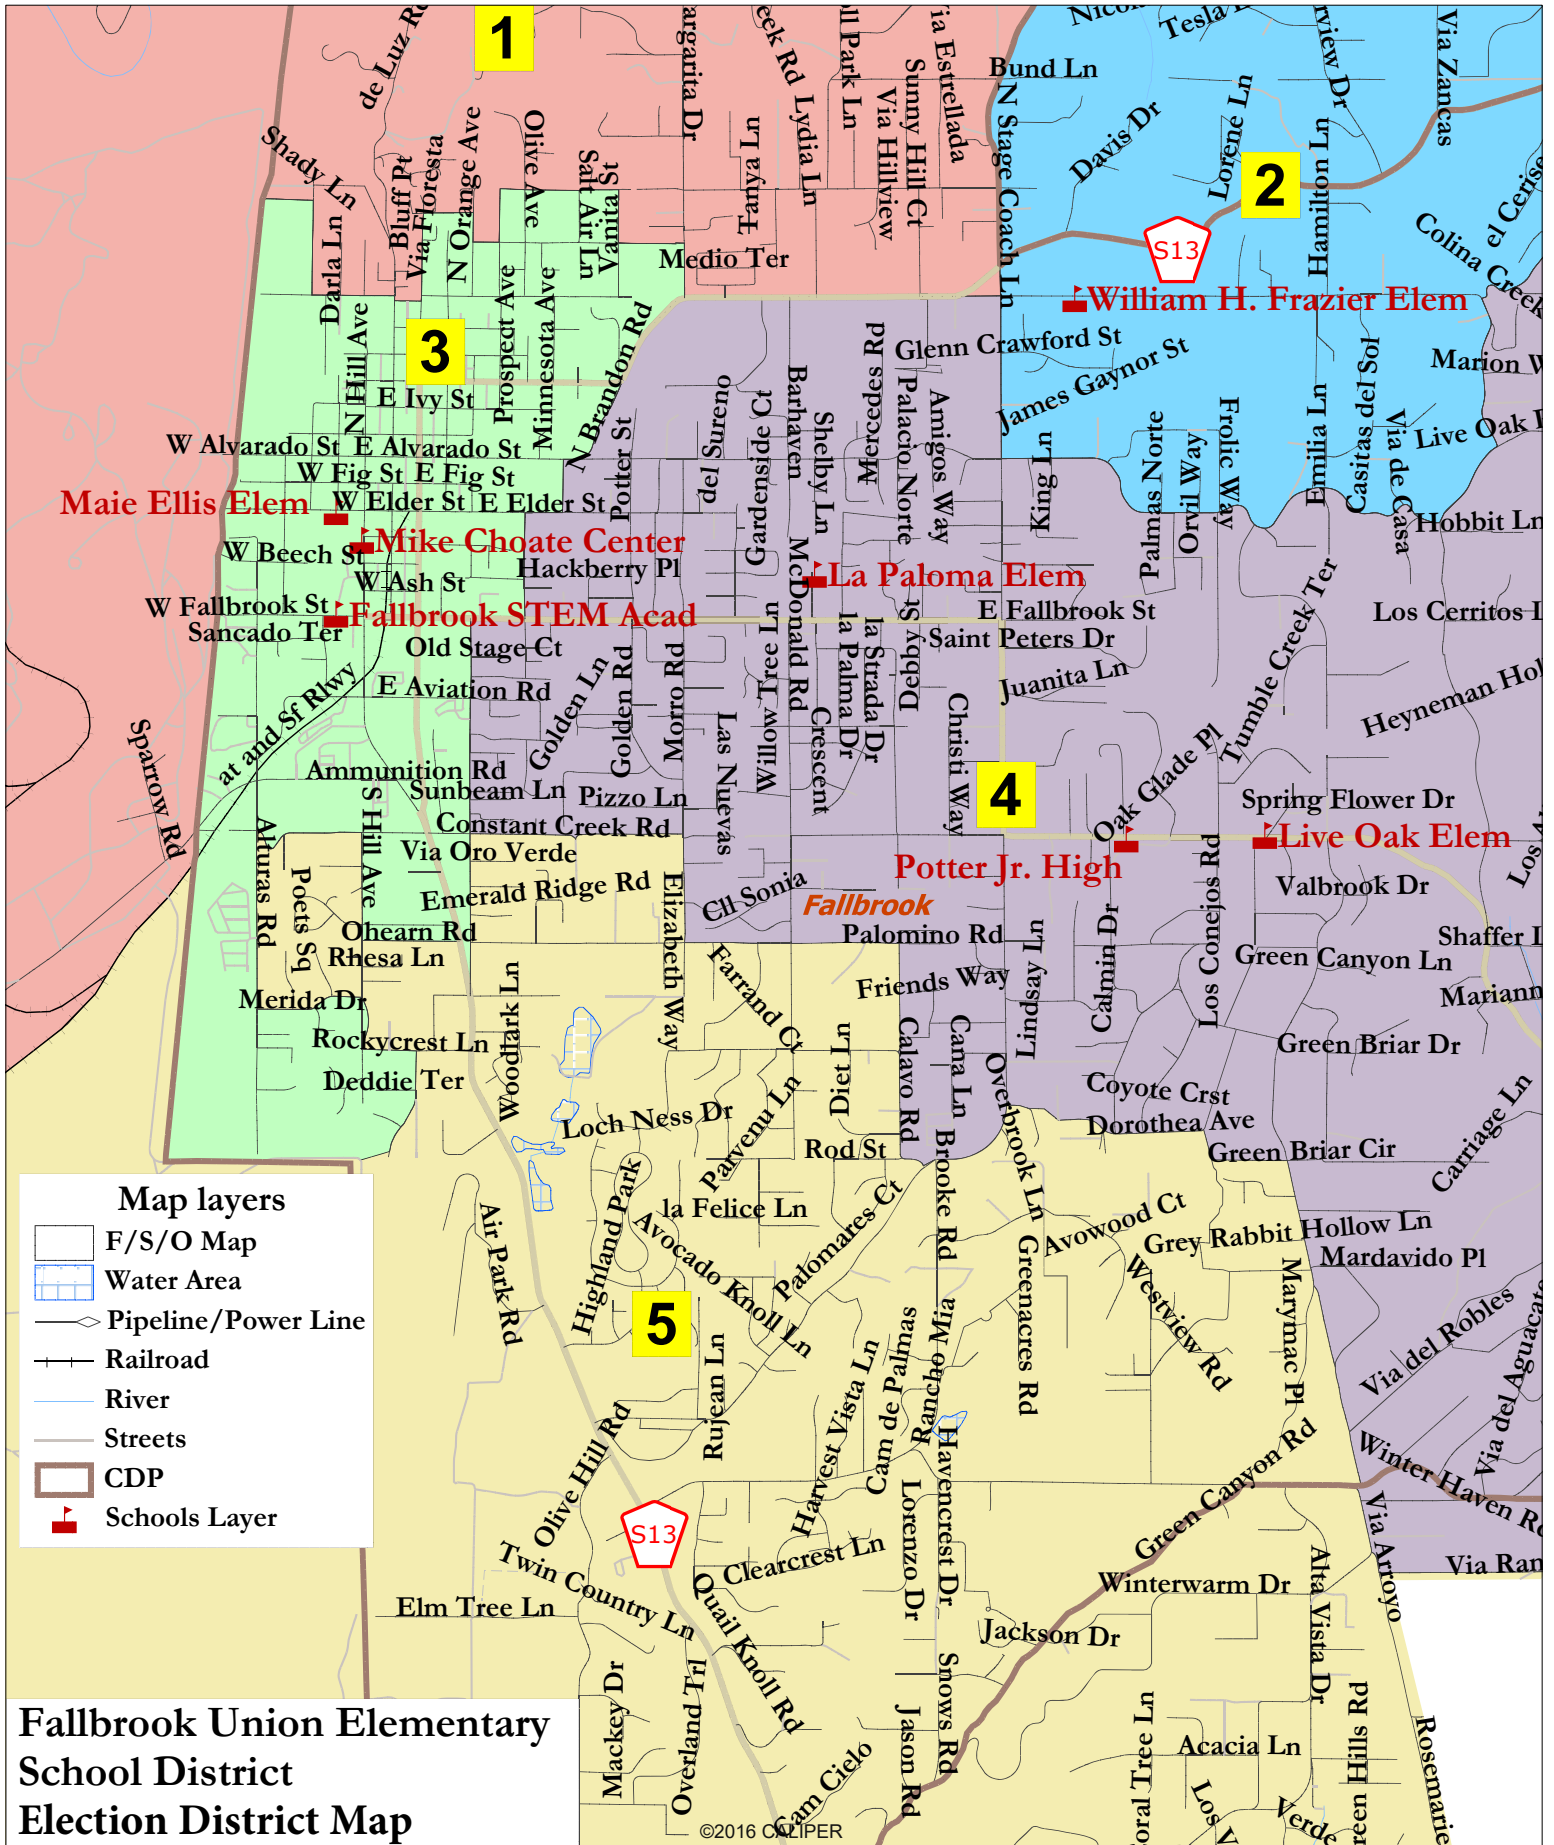 1
de Luz Rd
Bund Ln
Via Zancas
Shady Ln
Bluff Pt
Via Floresta
N Orange Ave
Olive Ave
Salt Air Ln
Vanita St
Tanya Ln
Lydia Ln
Via Hillview
Sunny Hill Ct
N Stage Coach Ln
Davis Dr
Lorene Ln
2
Hamilton Ln
Darla Ln
Medio Ter
S13
Colina Creek
el Cerise
William H. Frazier Elem
N Hill Ave
3
Prospect Ave
Minnesota Ave
N Brandon Rd
Glenn Crawford St
James Gaynor St
E Ivy St
W Alvarado St
E Alvarado St
W Fig St
E Fig St
Maie Ellis Elem
W Elder St
E Elder St
Potter St
del Sureno
Gardenside Ct
Barhaven
Shelby Ln
Mercedes Rd
Palacio Norte
Amigos Way
King Ln
Palmas Norte
Orvil Way
Frolic Way
Emilia Ln
Casitas del Sol
Via de Casa
Hobbit Ln
Mike Choate Center
W Beech St
Hackberry Pl
W Ash St
La Paloma Elem
McDonald Rd
W Fallbrook St
Fallbrook STEM Acad
E Fallbrook St
Sancado Ter
Saint Peters Dr
Old Stage Ct
E Aviation Rd
Juanita Ln
Debby St
la Strada Dr
la Palma Dr
Willow Tree Ln
Moro Rd
Golden Rd
Golden Ln
at and Sf Rlwy
Sparrow Rd
Tumble Creek Ter
Las Nuevas
Crescent
Christi Way
Oak Glade Pl
4
Ammunition Rd
Sunbeam Ln
Pizzo Ln
Spring Flower Dr
S Hill Ave
Constant Creek Rd
Live Oak Elem
Via Oro Verde
Potter Jr. High
Alturas Rd
Poets Sq
Emerald Ridge Rd
Elizabeth Way
Cll Sonia
Fallbrook
Valbrook Dr
Ohearn Rd
Palomino Rd
Rhesa Ln
Friends Way
Lindsay Ln
Calmin Dr
Los Conejos Rd
Green Canyon Ln
Merida Dr
Woodlark Ln
Farrand Ct
Rockycrest Ln
Diet Ln
Calavo Rd
Cana Ln
Green Briar Dr
Deddie Ter
Overbrook Ln
Coyote Crst
Loch Ness Dr
Parvenu Ln
Dorothea Ave
Rod St
Green Briar Cir
Carriage Ln
Highland Park
la Felice Ln
Palomares Ct
Brooke Rd
Avowood Ct
Grey Rabbit Hollow Ln
Mardavido Pl
Air Park Rd
Avocado Knoll Ln
Greenacres Rd
Westview Rd
Marymac Pl
Via del Robles
Via del Aguacate
5
Rujean Ln
Harvest Vista Ln
Cam de Palmas
Rancho Mia
Olive Hill Rd
Havencrest Dr
Lorenzo Dr
Green Canyon Rd
Winter Haven Rd
S13
Clearcrest Ln
Twin Country Ln
Quail Knoll Rd
Winterwarm Dr
Via Arroyo
Elm Tree Ln
Jackson Dr
Alta Vista Dr
Mackey Dr
Overland Trl
Snows Rd
Jason Rd
Cam Cielo
Acacia Ln
Rosemarie
Map layers
F/S/O Map
Water Area
Pipeline/Power Line
Railroad
River
Streets
CDP
Schools Layer
Fallbrook Union Elementary
School District
Election District Map
©2016 CALIPER